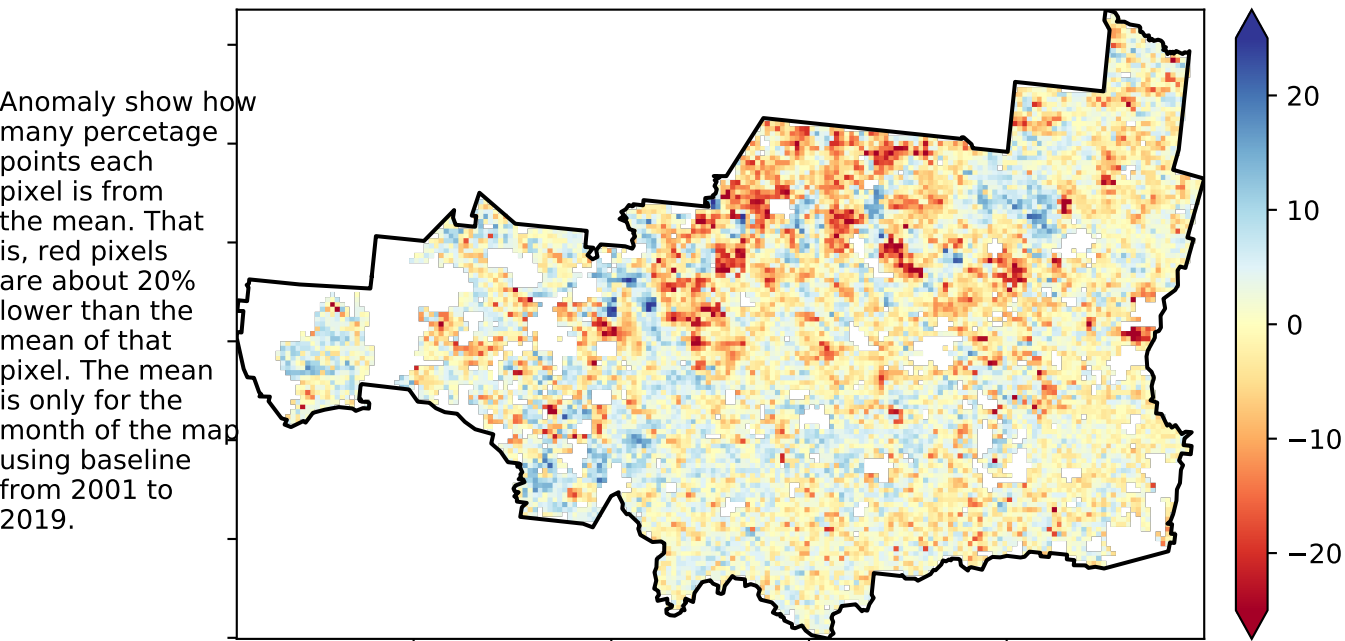 Anomaly show how
many percetage
points each
pixel is from
the mean. That
is, red pixels
are about 20%
lower than the
mean of that
pixel. The mean
is only for the
month of the map
using baseline
from 2001 to
2019.
20
10
0
−10
−20